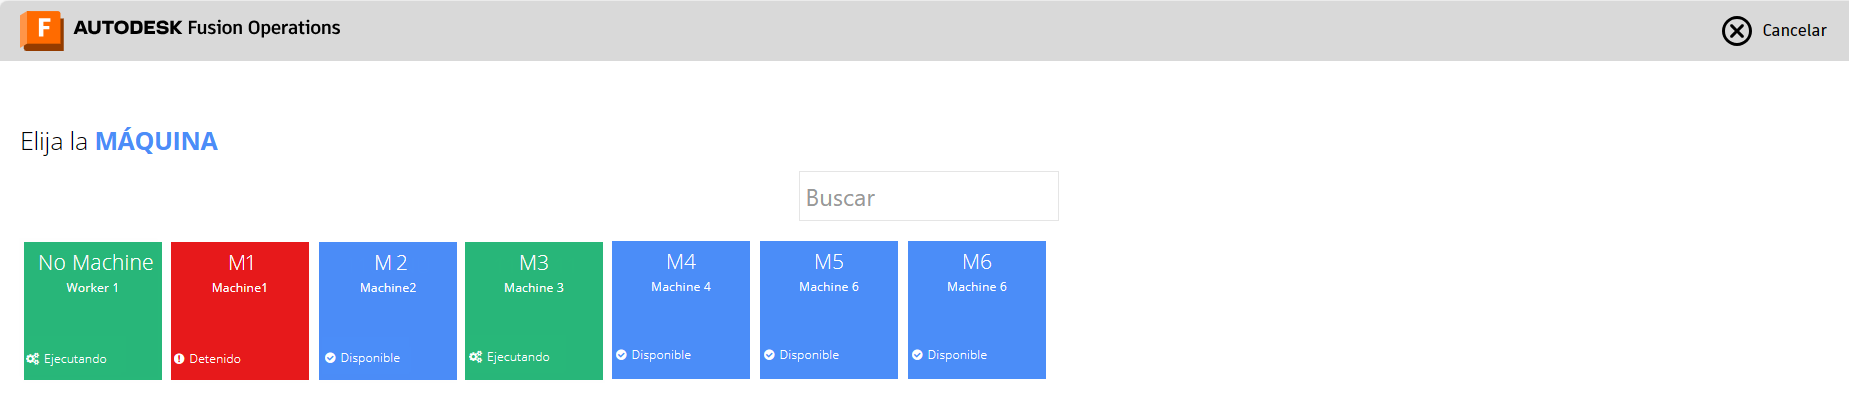 F AUTODESK Fusion Operations
Cancelar
Elija la MÁQUINA
Buscar
No Machine
Worker 1
Ejecutando
M1
Machine1
Detenido
M 2
Machine2
Disponible
M3
Machine 3
Ejecutando
M4
Machine 4
Disponible
M5
Machine 6
Disponible
M6
Machine 6
Disponible